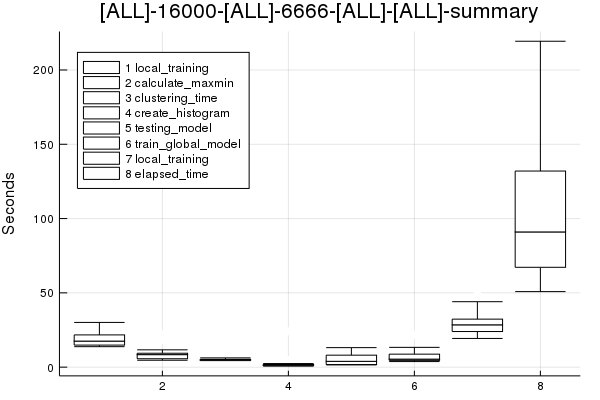 [ALL]-16000-[ALL]-6666-[ALL]-[ALL]-summary
Seconds
200
150
100
50
0
1 local_training
2 calculate_maxmin
3 clustering_time
4 create_histogram
5 testing_model
6 train_global_model
7 local_training
8 elapsed_time
2 4 6 8